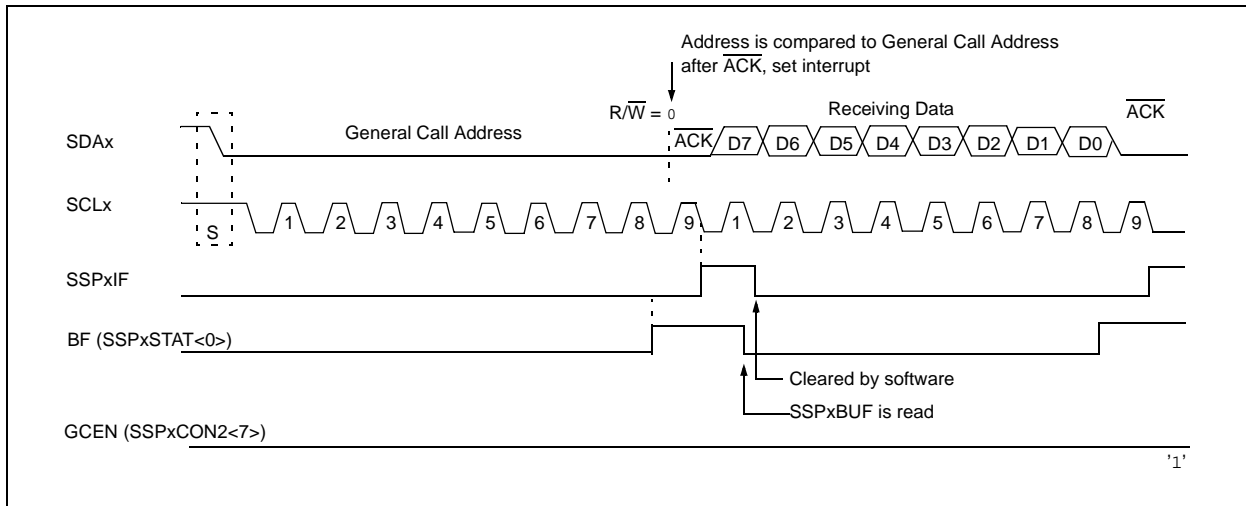 Address is compared to General Call Address
after ACK, set interrupt
R/W = 0
Receiving Data
ACK
SDAx
General Call Address
ACK
D7 D6 D5 D4 D3 D2 D1 D0
SCLx
S
1 2 3 4 5 6 7 8 9 1 2 3 4 5 6 7 8 9
SSPxIF
BF (SSPxSTAT<0>)
Cleared by software
SSPxBUF is read
GCEN (SSPxCON2<7>)
'1'